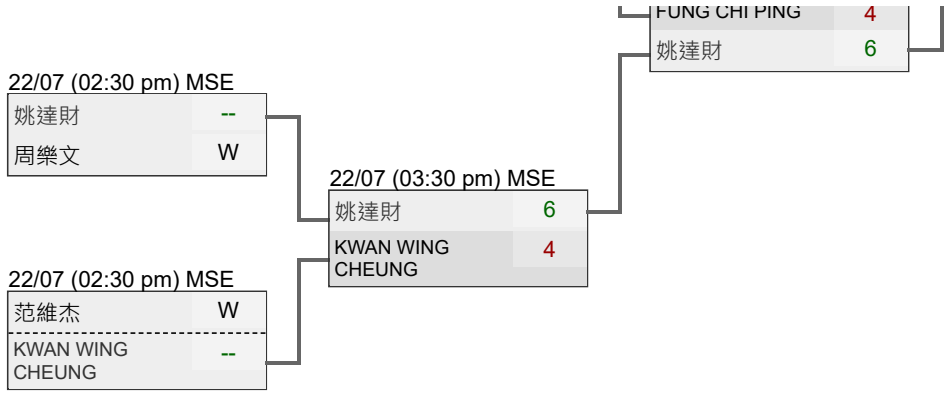 FUNG CHI PING 4
姚達財 6
22/07 (02:30 pm) MSE
姚達財 --
周樂文 W
22/07 (03:30 pm) MSE
姚達財 6
KWAN WING
CHEUNG 4
22/07 (02:30 pm) MSE
范維杰 W
KWAN WING
CHEUNG --